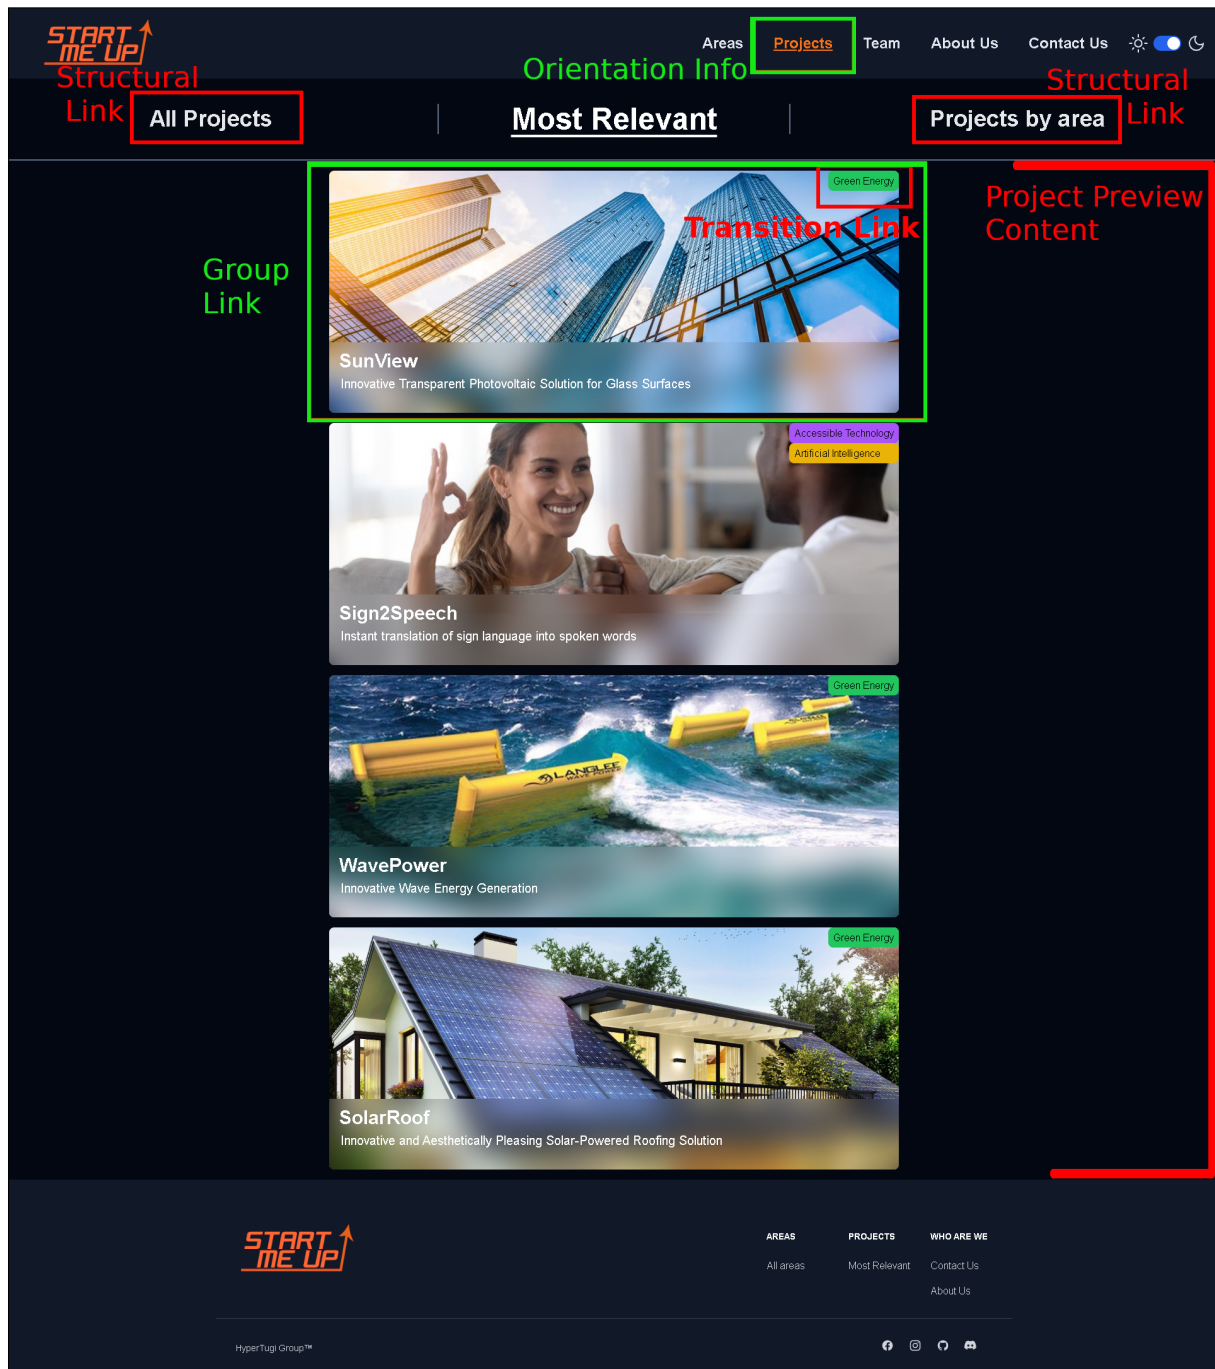 START
ME UP
Areas
Projects
Team
About Us
Contact Us
Orientation Info
Structural
Link
Structural
Link
All Projects
Most Relevant
Projects by area
Green Energy
Transition Link
Project Preview
Content
Group
Link
SunView
Innovative Transparent Photovoltaic Solution for Glass Surfaces
Accessible Technology
Artificial Intelligence
Sign2Speech
Instant translation of sign language into spoken words
Green Energy
LANGLEE
WAVE POWER
WavePower
Innovative Wave Energy Generation
Green Energy
SolarRoof
Innovative and Aesthetically Pleasing Solar-Powered Roofing Solution
START
ME UP
AREAS
PROJECTS
WHO ARE WE
All areas
Most Relevant
Contact Us
About Us
HyperTugi Group™